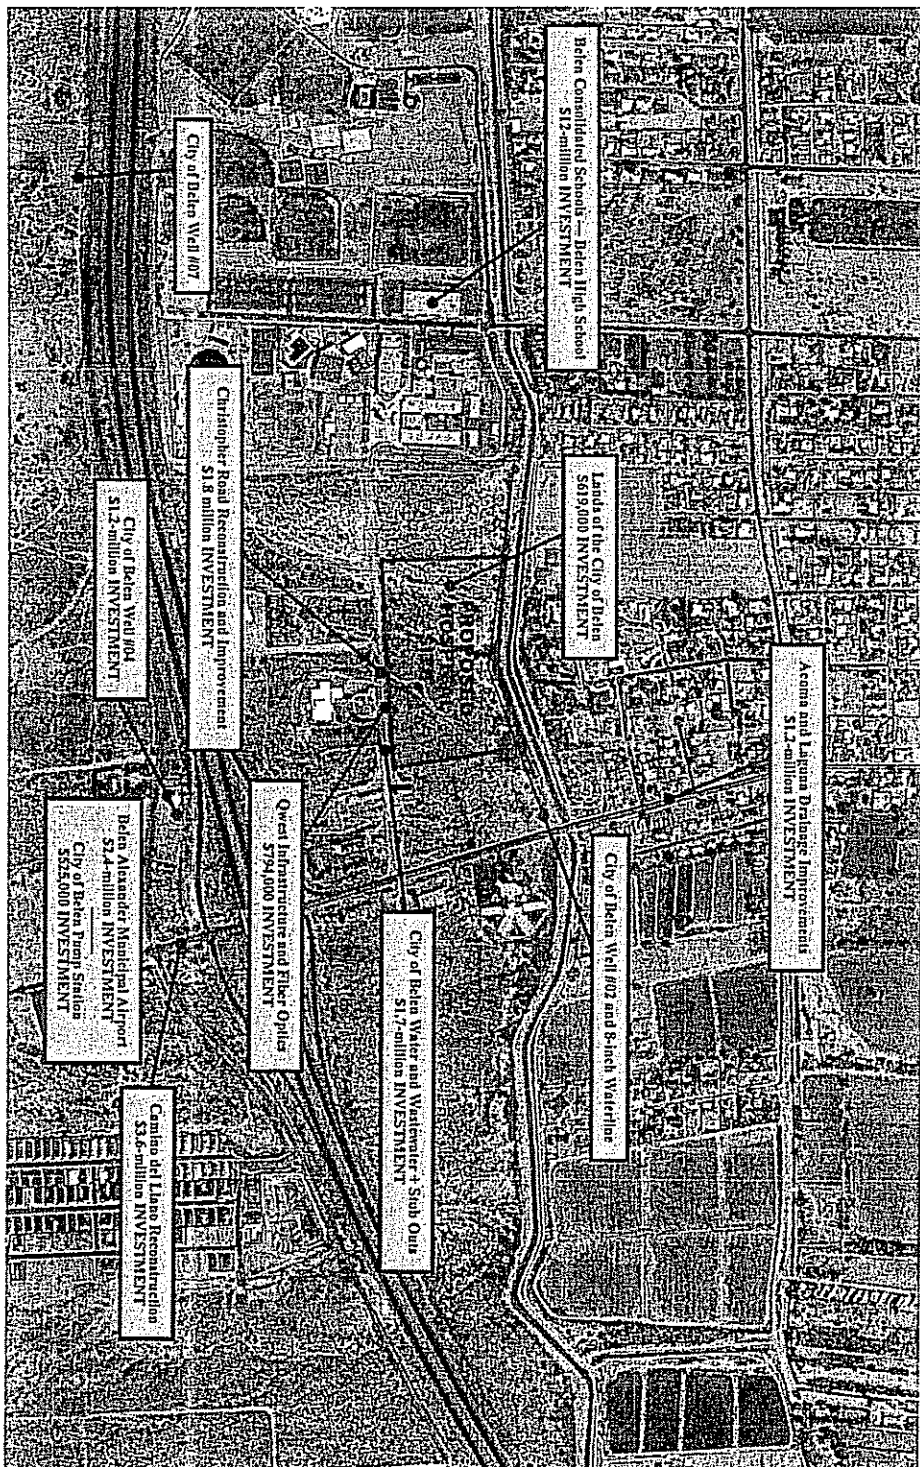 Acoma and Laguna Drainage Improvements
$1.2-million INVESTMENT
Belen Consolidated Schools — Belen High School
$12-million INVESTMENT
Lands of the City of Belen
$619,000 INVESTMENT
City of Belen Well #02 and 8-inch Waterline
PROPOSED
HOSPITAL
City of Belen Water and Wastewater + Stub Outs
$1.7-million INVESTMENT
Qwest Infrastructure and Fiber Optics
$794,000 INVESTMENT
Christopher Road Reconstruction and Improvement
$1.8-million INVESTMENT
City of Belen Well #07
City of Belen Well #04
$1.2-million INVESTMENT
Camino del Llano Reconstruction
$3.6-million INVESTMENT
Belen Alexander Municipal Airport
$2.4-million INVESTMENT
City of Belen Pump Station
$525,000 INVESTMENT